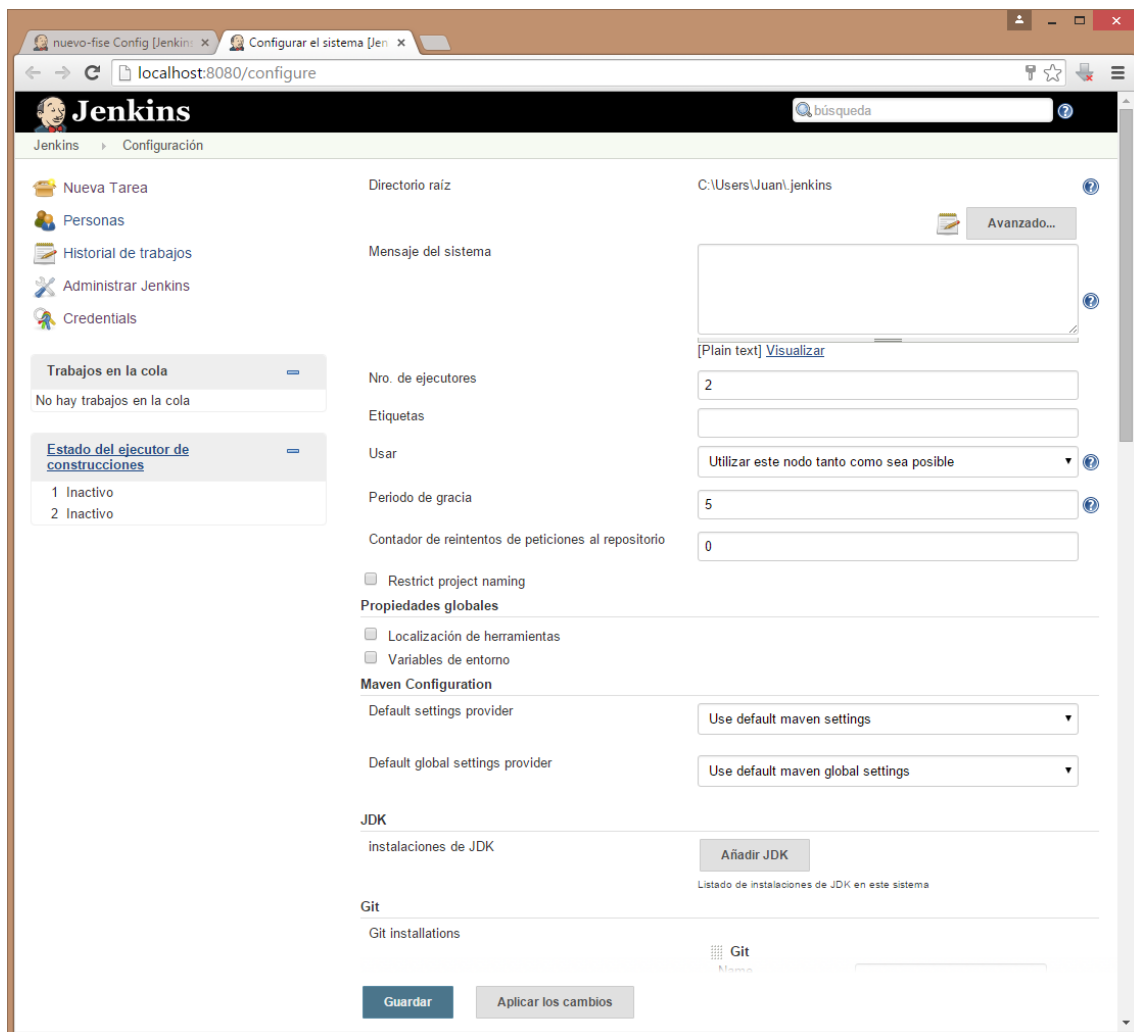 nuevo-fise Config [Jenkins
Configurar el sistema [Jen
localhost:8080/configure
Jenkins
búsqueda
Jenkins
Configuración
Nueva Tarea
Personas
Historial de trabajos
Administrar Jenkins
Credentials
Trabajos en la cola
No hay trabajos en la cola
Estado del ejecutor de
construcciones
1 Inactivo
2 Inactivo
Directorio raíz
C:\Users\Juan\.jenkins
Avanzado...
Mensaje del sistema
[Plain text] Visualizar
Nro. de ejecutores
2
Etiquetas
Usar
Utilizar este nodo tanto como sea posible
Periodo de gracia
5
Contador de reintentos de peticiones al repositorio
0
Restrict project naming
Propiedades globales
Localización de herramientas
Variables de entorno
Maven Configuration
Default settings provider
Use default maven settings
Default global settings provider
Use default maven global settings
JDK
instalaciones de JDK
Añadir JDK
Listado de instalaciones de JDK en este sistema
Git
Git installations
Git
Name
Guardar
Aplicar los cambios